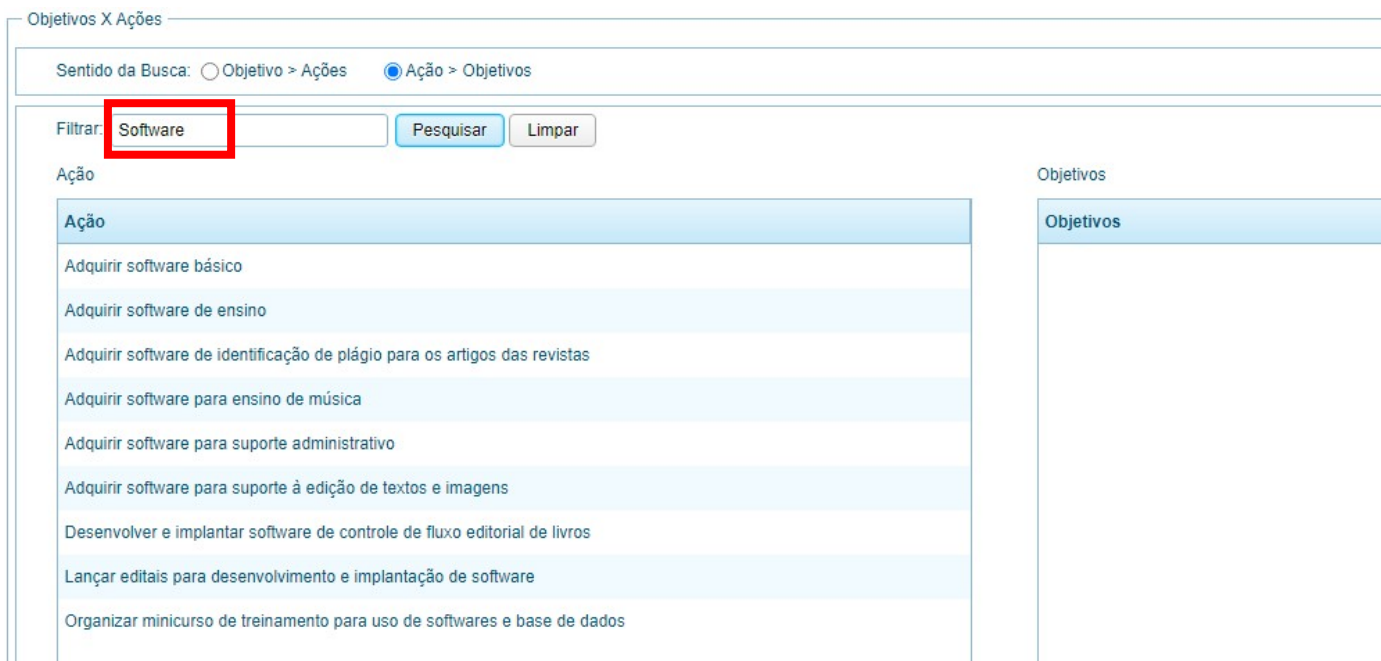 Objetivos X Ações
Sentido da Busca: Objetivo > Ações Ação > Objetivos
Filtrar: Software Pesquisar Limpar
Ação Objetivos
Ação Objetivos
Adquirir software básico
Adquirir software de ensino
Adquirir software de identificação de plágio para os artigos das revistas
Adquirir software para ensino de música
Adquirir software para suporte administrativo
Adquirir software para suporte à edição de textos e imagens
Desenvolver e implantar software de controle de fluxo editorial de livros
Lançar editais para desenvolvimento e implantação de software
Organizar minicurso de treinamento para uso de softwares e base de dados